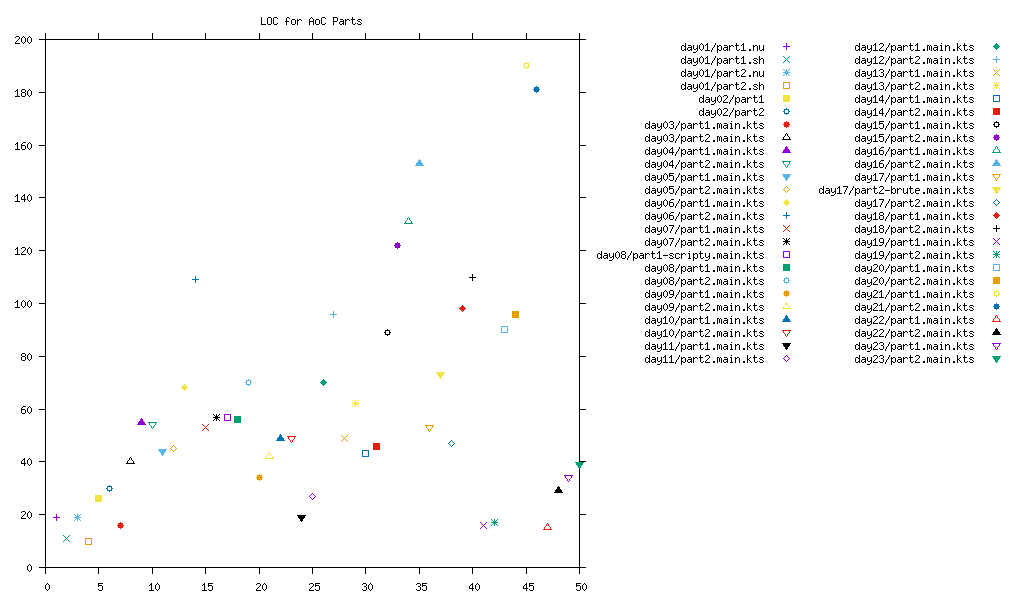 LOC for AoC Parts
200
180
160
140
120
100
80
60
40
20
0
0 5 10 15 20 25 30 35 40 45 50
day01/part1.nu
day01/part1.sh
day01/part2.nu
day01/part2.sh
day02/part1
day02/part2
day03/part1.main.kts
day03/part2.main.kts
day04/part1.main.kts
day04/part2.main.kts
day05/part1.main.kts
day05/part2.main.kts
day06/part1.main.kts
day06/part2.main.kts
day07/part1.main.kts
day07/part2.main.kts
day08/part1-scripty.main.kts
day08/part1.main.kts
day08/part2.main.kts
day09/part1.main.kts
day09/part2.main.kts
day10/part1.main.kts
day10/part2.main.kts
day11/part1.main.kts
day11/part2.main.kts
day12/part1.main.kts
day12/part2.main.kts
day13/part1.main.kts
day13/part2.main.kts
day14/part1.main.kts
day14/part2.main.kts
day15/part1.main.kts
day15/part2.main.kts
day16/part1.main.kts
day16/part2.main.kts
day17/part1.main.kts
day17/part2-brute.main.kts
day17/part2.main.kts
day18/part1.main.kts
day18/part2.main.kts
day19/part1.main.kts
day19/part2.main.kts
day20/part1.main.kts
day20/part2.main.kts
day21/part1.main.kts
day21/part2.main.kts
day22/part1.main.kts
day22/part2.main.kts
day23/part1.main.kts
day23/part2.main.kts